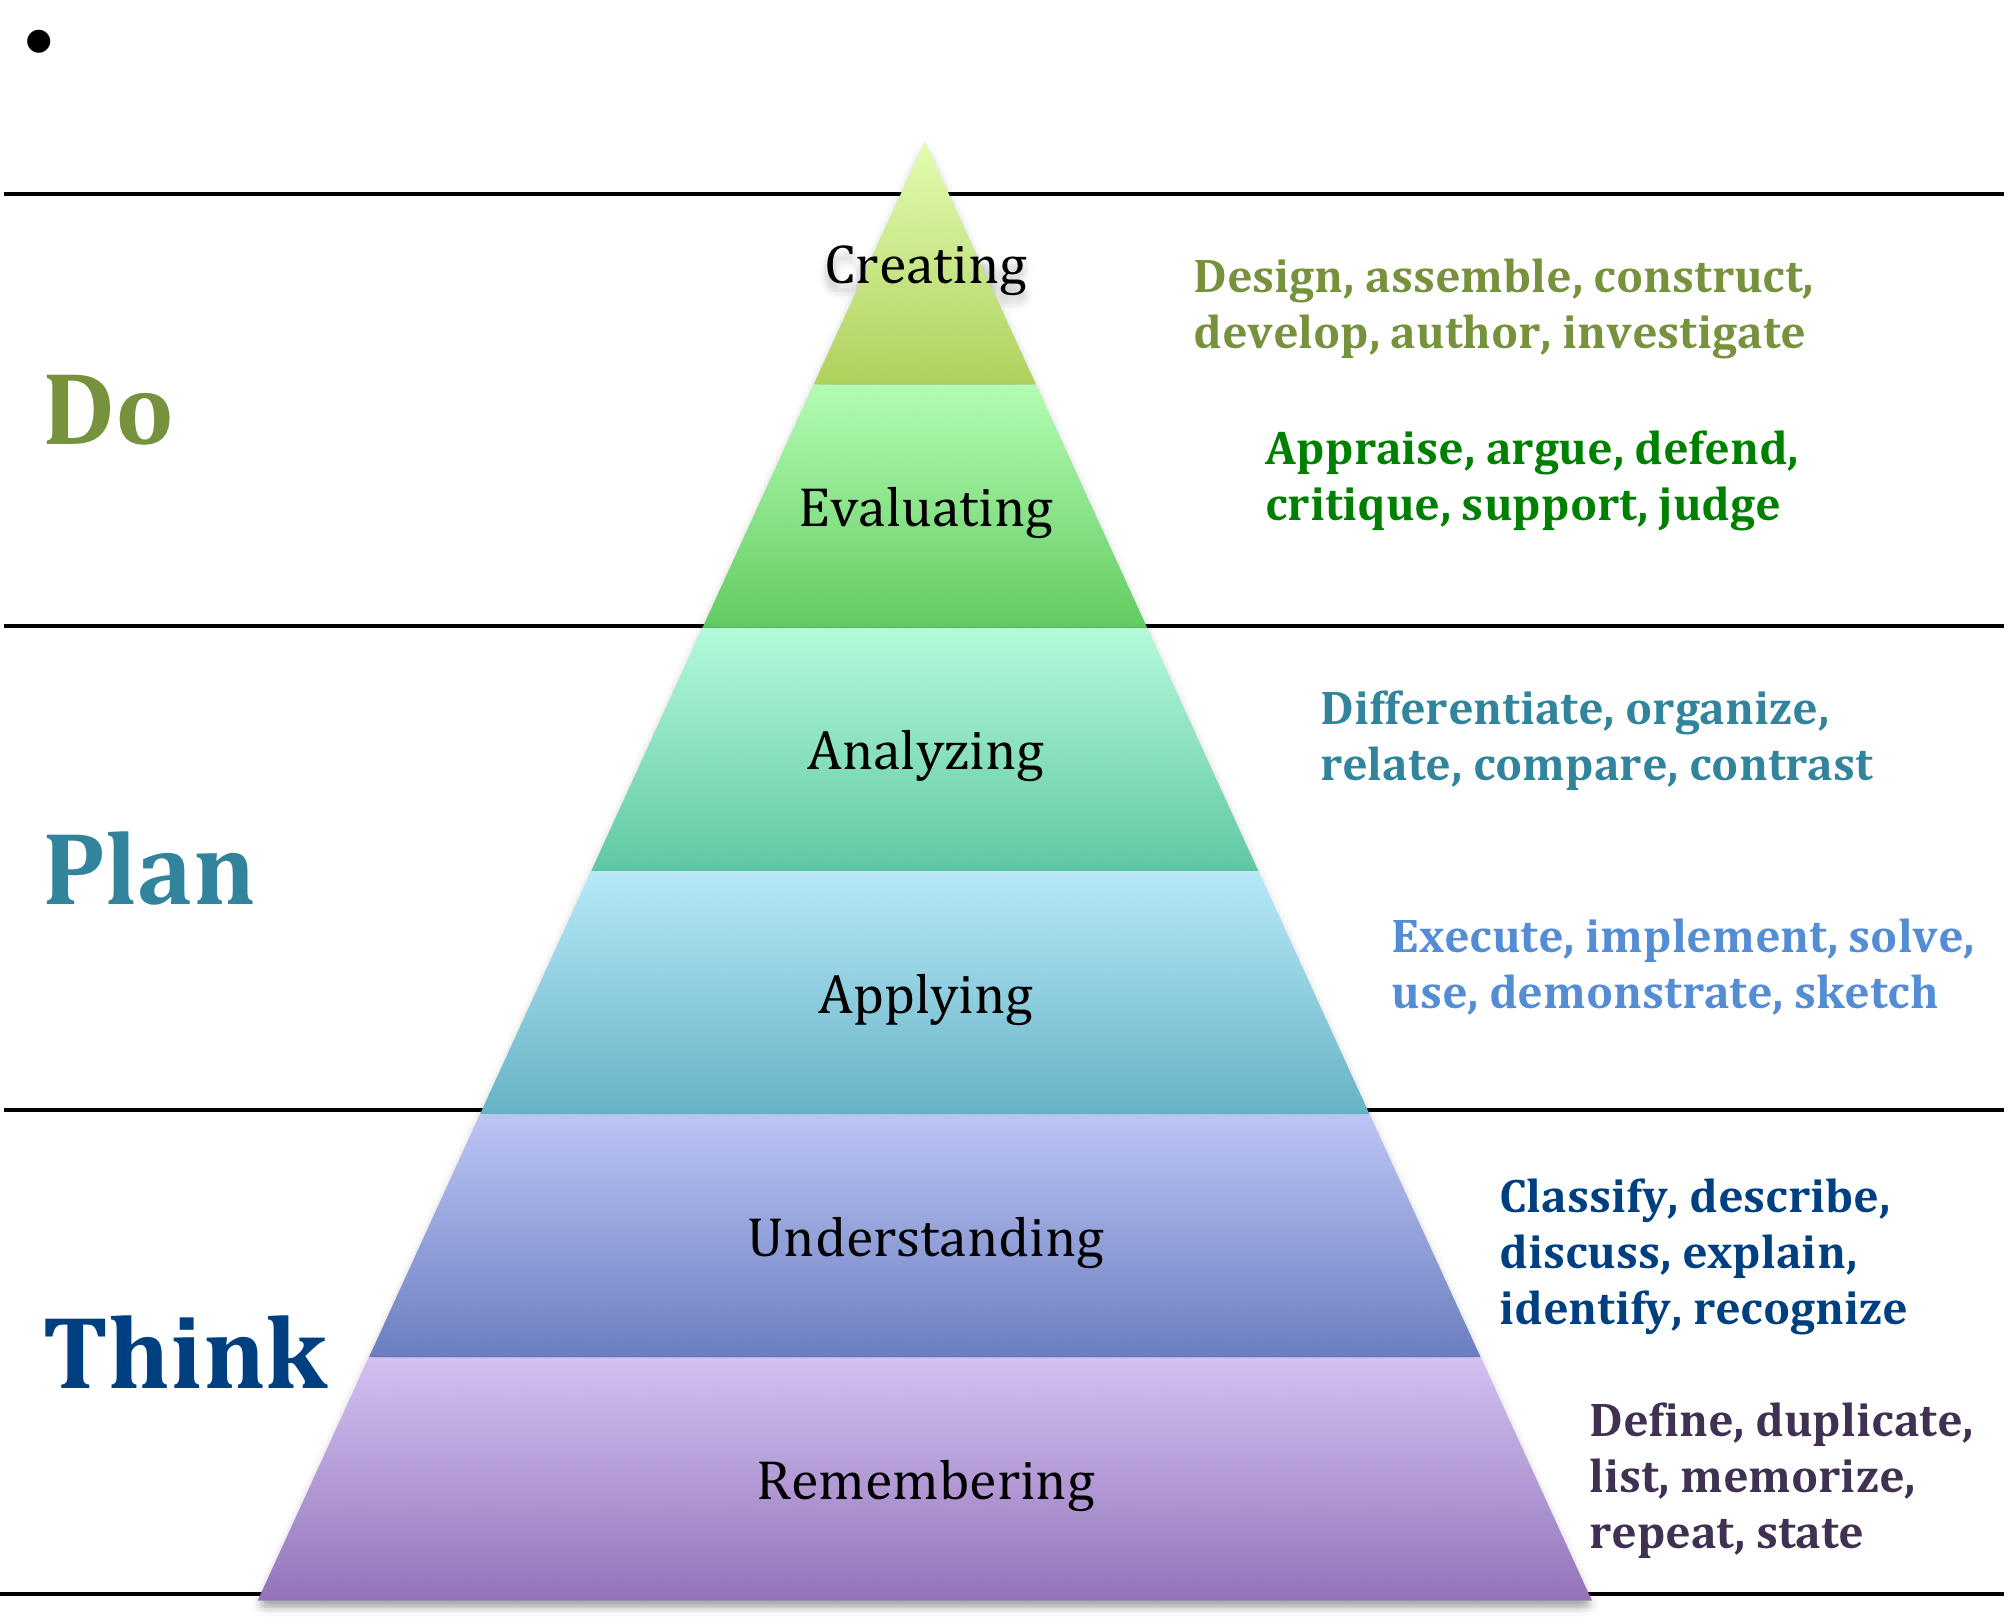 •
Creating
Design, assemble, construct,
develop, author, investigate
Do
Evaluating
Appraise, argue, defend,
critique, support, judge
Analyzing
Differentiate, organize,
relate, compare, contrast
Plan
Applying
Execute, implement, solve,
use, demonstrate, sketch
Understanding
Classify, describe,
discuss, explain,
identify, recognize
Think
Remembering
Define, duplicate,
list, memorize,
repeat, state